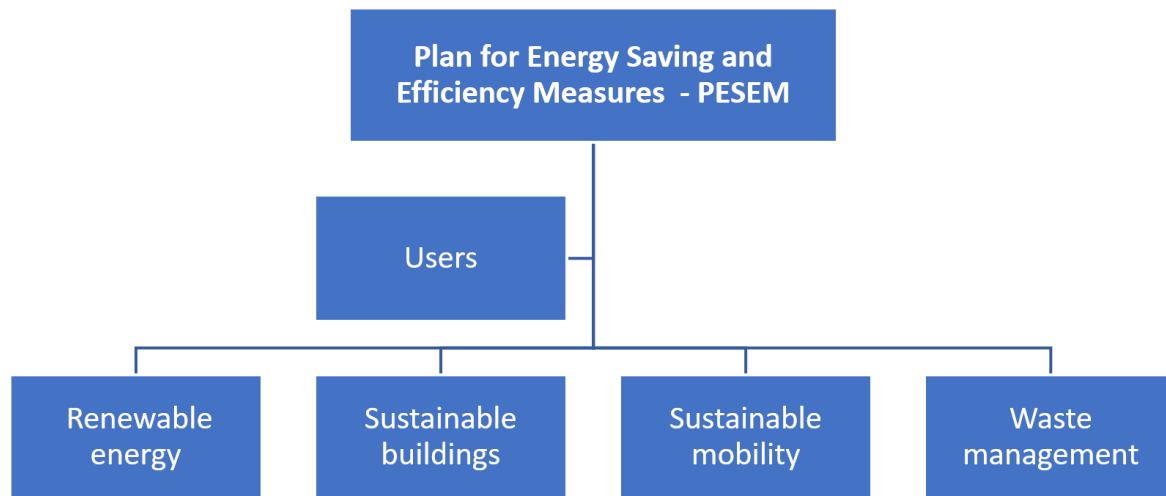 Plan for Energy Saving and
Efficiency Measures - PESEM
Users
Renewable
energy
Sustainable
buildings
Sustainable
mobility
Waste
management